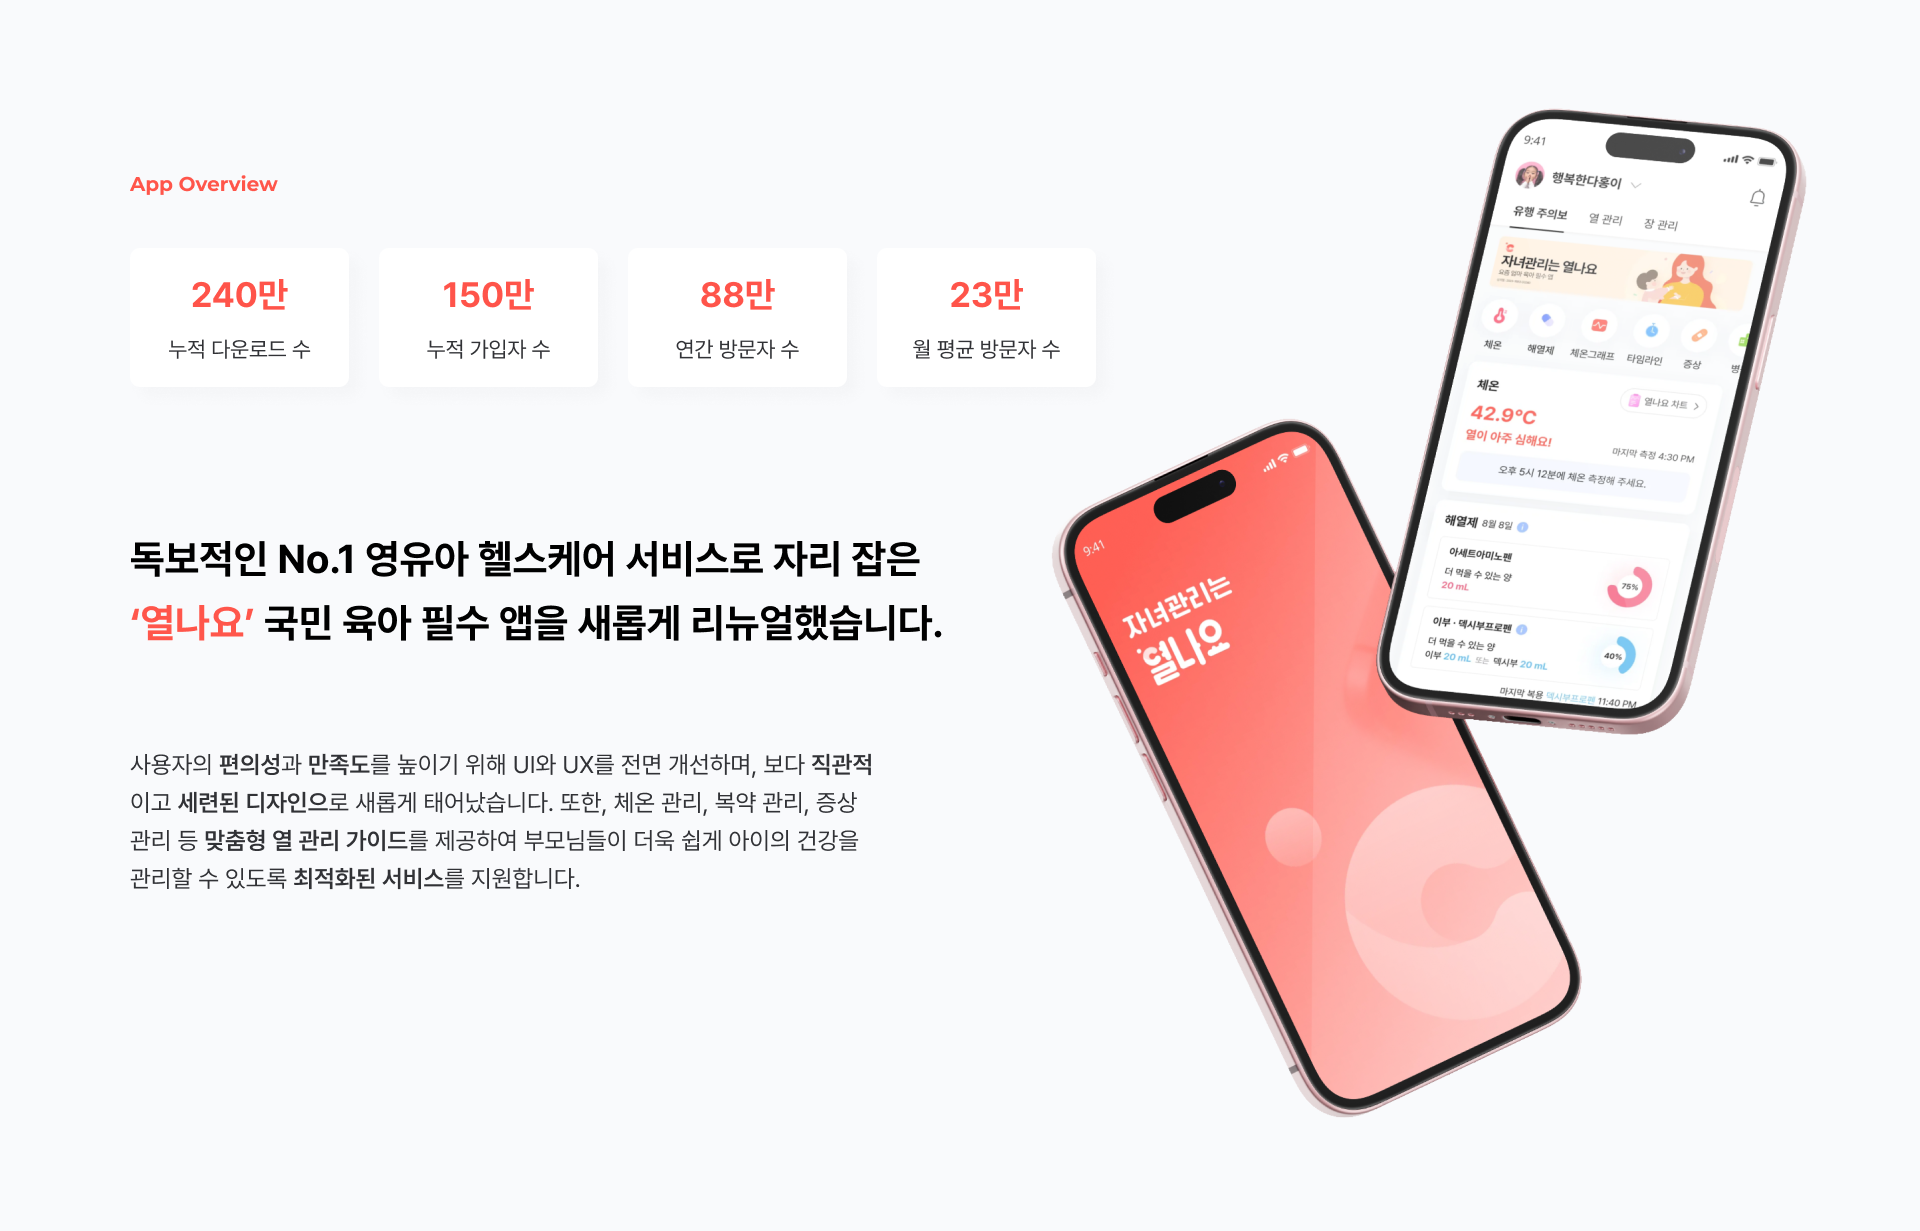 App Overview
240만
누적 다운로드 수
150만
누적 가입자 수
88만
연간 방문자 수
23만
월 평균 방문자 수
독보적인 No.1 영유아 헬스케어 서비스로 자리 잡은
‘열나요’ 국민 육아 필수 앱을 새롭게 리뉴얼했습니다.
사용자의 편의성과 만족도를 높이기 위해 UI와 UX를 전면 개선하며, 보다 직관적
이고 세련된 디자인으로 새롭게 태어났습니다. 또한, 체온 관리, 복약 관리, 증상
관리 등 맞춤형 열 관리 가이드를 제공하여 부모님들이 더욱 쉽게 아이의 건강을
관리할 수 있도록 최적화된 서비스를 지원합니다.
9:41
자녀관리는
열나요
9:41
행복한다홍이
유행 주의보 열 관리 장 관리
자녀관리는 열나요
요즘 엄마 육아 필수 앱
체온 해열제 체온그래프 타임라인 증상 병
체온
열나요 차트
42.9°C
열이 아주 심해요!
마지막 측정 4:30 PM
오후 5시 12분에 체온 측정해 주세요.
해열제 8월 8일
아세트아미노펜
더 먹을 수 있는 양
20 mL
75%
이부 · 덱시부프로펜
더 먹을 수 있는 양
이부 20 mL 또는 덱시부 20 mL
40%
마지막 복용 덱시부프로펜 11:40 PM